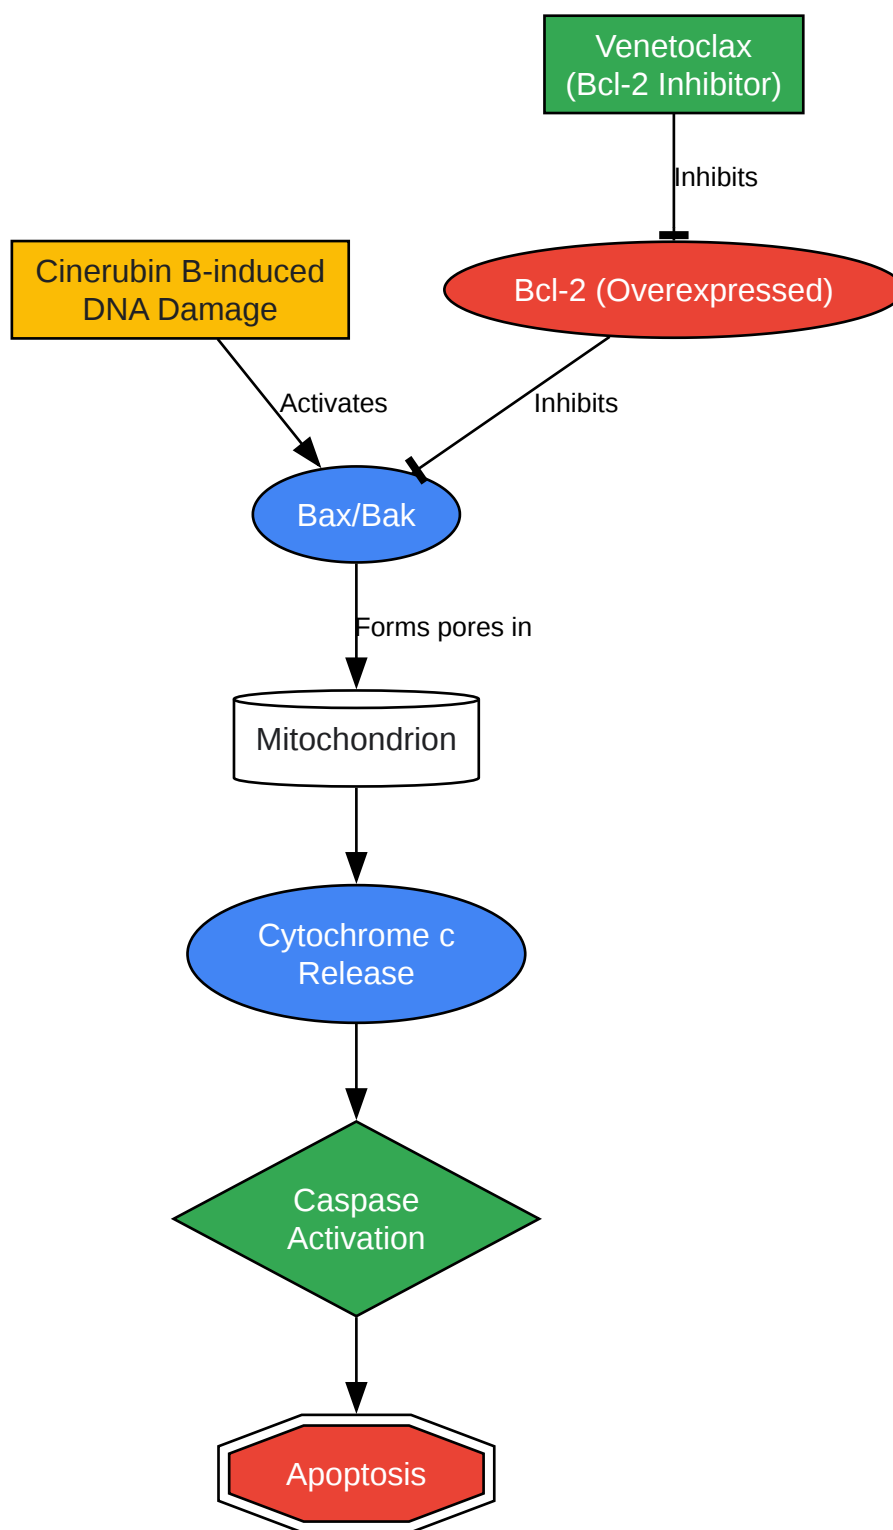 Venetoclax
(Bcl-2 Inhibitor)
Inhibits
Cinerubin B-induced
DNA Damage
Bcl-2 (Overexpressed)
Activates
Inhibits
Bax/Bak
Forms pores in
Mitochondrion
Cytochrome c
Release
Caspase
Activation
Apoptosis